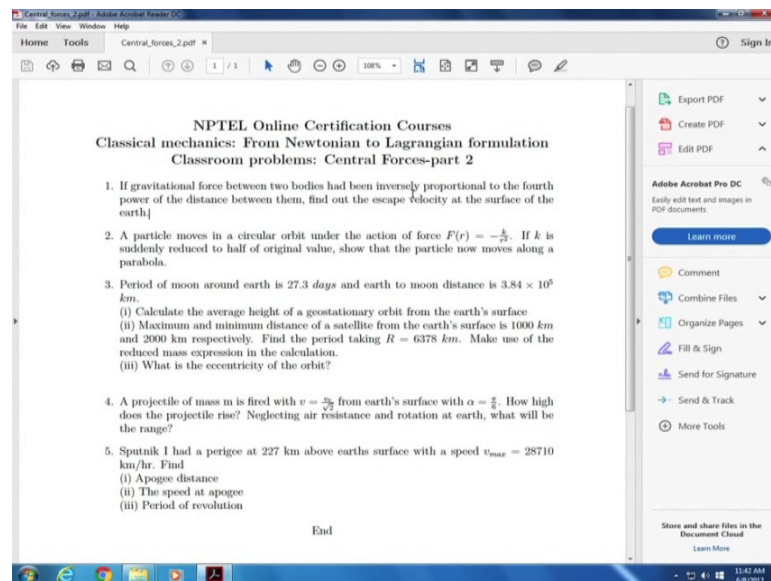 Central_forces_2.pdf - Adobe Acrobat Reader DC
File Edit View Window Help
Home Tools Central_forces_2.pdf × Sign In
1 / 1 108%
NPTEL Online Certification Courses
Classical mechanics: From Newtonian to Lagrangian formulation
Classroom problems: Central Forces-part 2
1. If gravitational force between two bodies had been inversely proportional to the fourth
power of the distance between them, find out the escape velocity at the surface of the
earth.
2. A particle moves in a circular orbit under the action of force F(r) = −k/r². If k is
suddenly reduced to half of original value, show that the particle now moves along a
parabola.
3. Period of moon around earth is 27.3 days and earth to moon distance is 3.84 × 10⁵
km.
(i) Calculate the average height of a geostationary orbit from the earth's surface
(ii) Maximum and minimum distance of a satellite from the earth's surface is 1000 km
and 2000 km respectively. Find the period taking R = 6378 km. Make use of the
reduced mass expression in the calculation.
(iii) What is the eccentricity of the orbit?
4. A projectile of mass m is fired with v = /√2 from earth's surface with α = π/6. How high
does the projectile rise? Neglecting air resistance and rotation at earth, what will be
the range?
5. Sputnik I had a perigee at 227 km above earths surface with a speed vmax = 28710
km/hr. Find
(i) Apogee distance
(ii) The speed at apogee
(iii) Period of revolution
End
Export PDF
Create PDF
Edit PDF
Adobe Acrobat Pro DC
Easily edit text and images in
PDF documents
Learn more
Comment
Combine Files
Organize Pages
Fill & Sign
Send for Signature
Send & Track
More Tools
Store and share files in the
Document Cloud
Learn More
11:42 AM